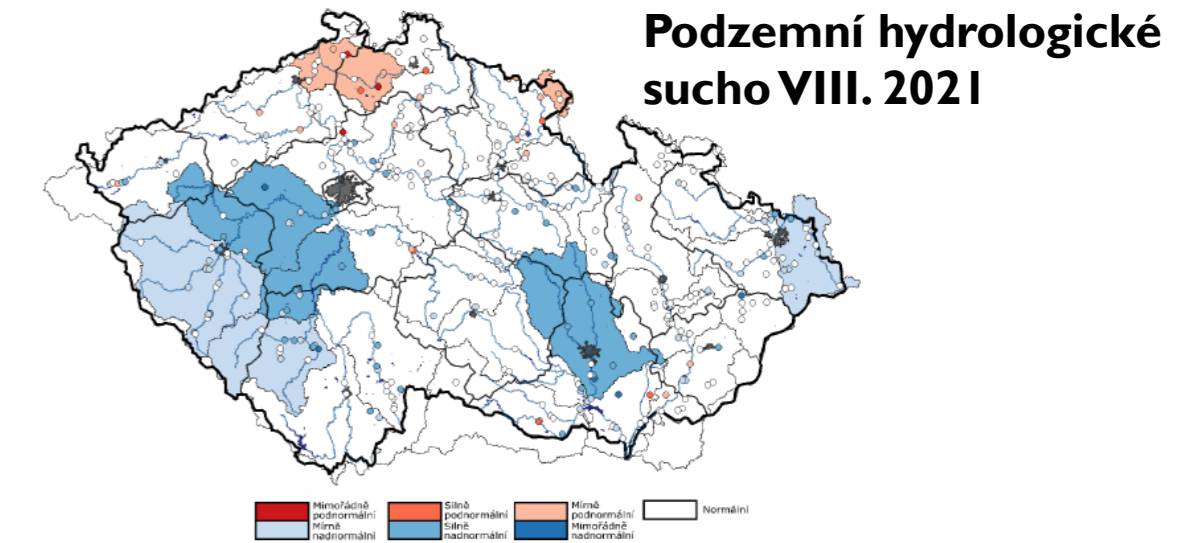 Podzemní hydrologické
sucho VIII. 2021
Mimořádně
podnormální
Silně
podnormální
Mírně
podnormální
Normální
Mírně
nadnormální
Silně
nadnormální
Mimořádně
nadnormální